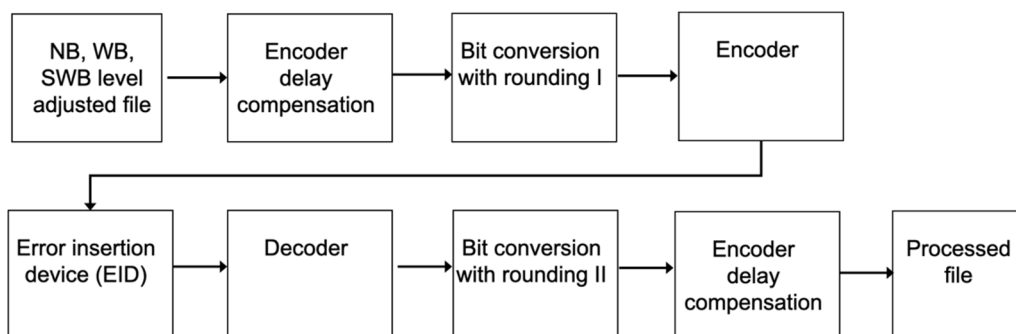 NB, WB,
SWB level
adjusted file
Encoder
delay
compensation
Bit conversion
with rounding I
Encoder
Error insertion
device (EID)
Decoder
Bit conversion
with rounding II
Encoder
delay
compensation
Processed
file